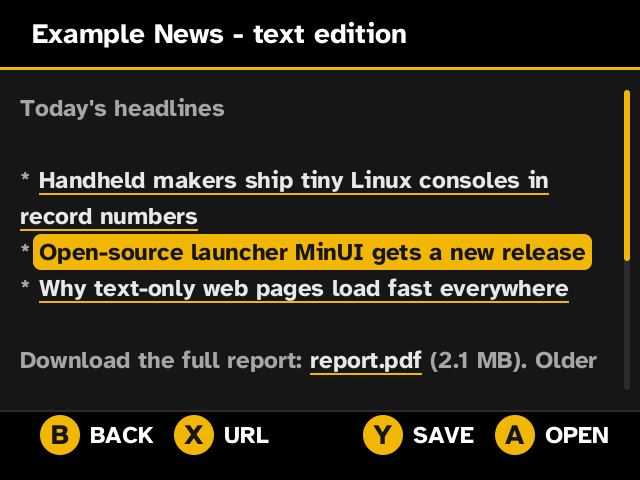 Example News - text edition
Today's headlines
* Handheld makers ship tiny Linux consoles in
record numbers
* Open-source launcher MinUI gets a new release
* Why text-only web pages load fast everywhere
Download the full report: report.pdf (2.1 MB). Older
B BACK X URL Y SAVE A OPEN